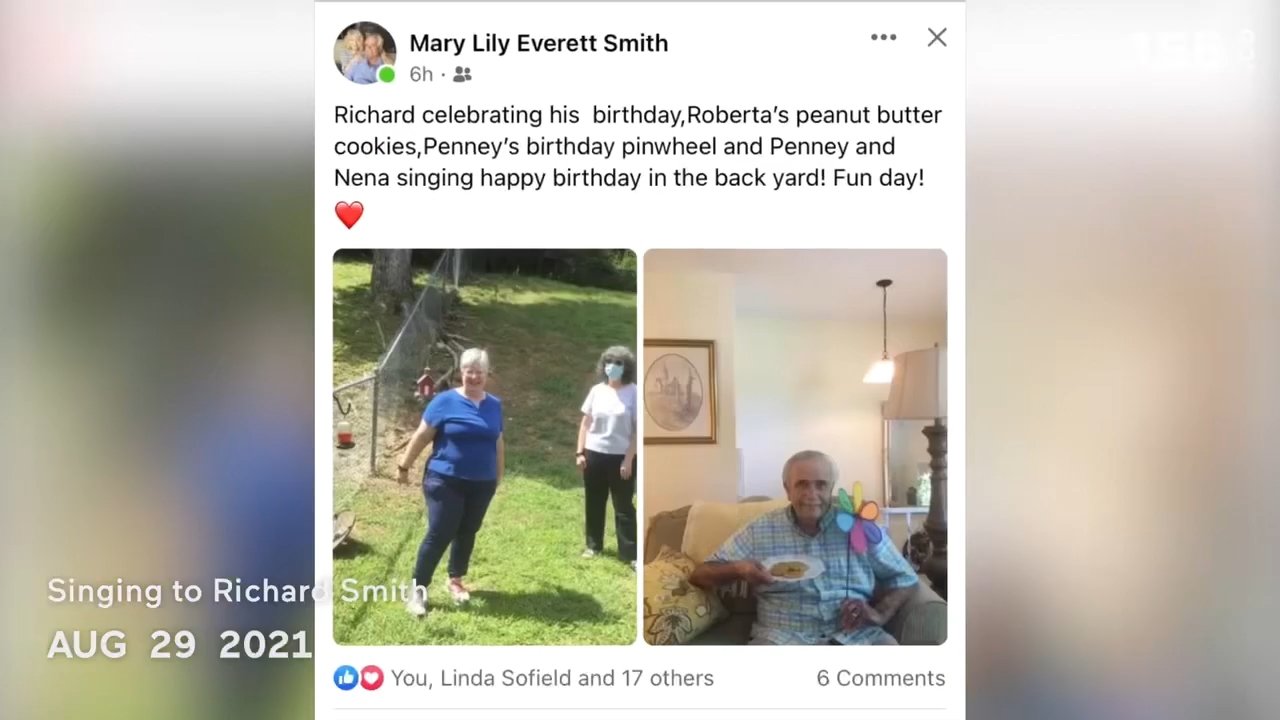 Mary Lily Everett Smith
6h ·
Richard celebrating his  birthday,Roberta’s peanut butter
cookies,Penney’s birthday pinwheel and Penney and
Nena singing happy birthday in the back yard! Fun day!
❤️
Singing to Richard Smith
AUG 29 2021
You, Linda Sofield and 17 others
6 Comments